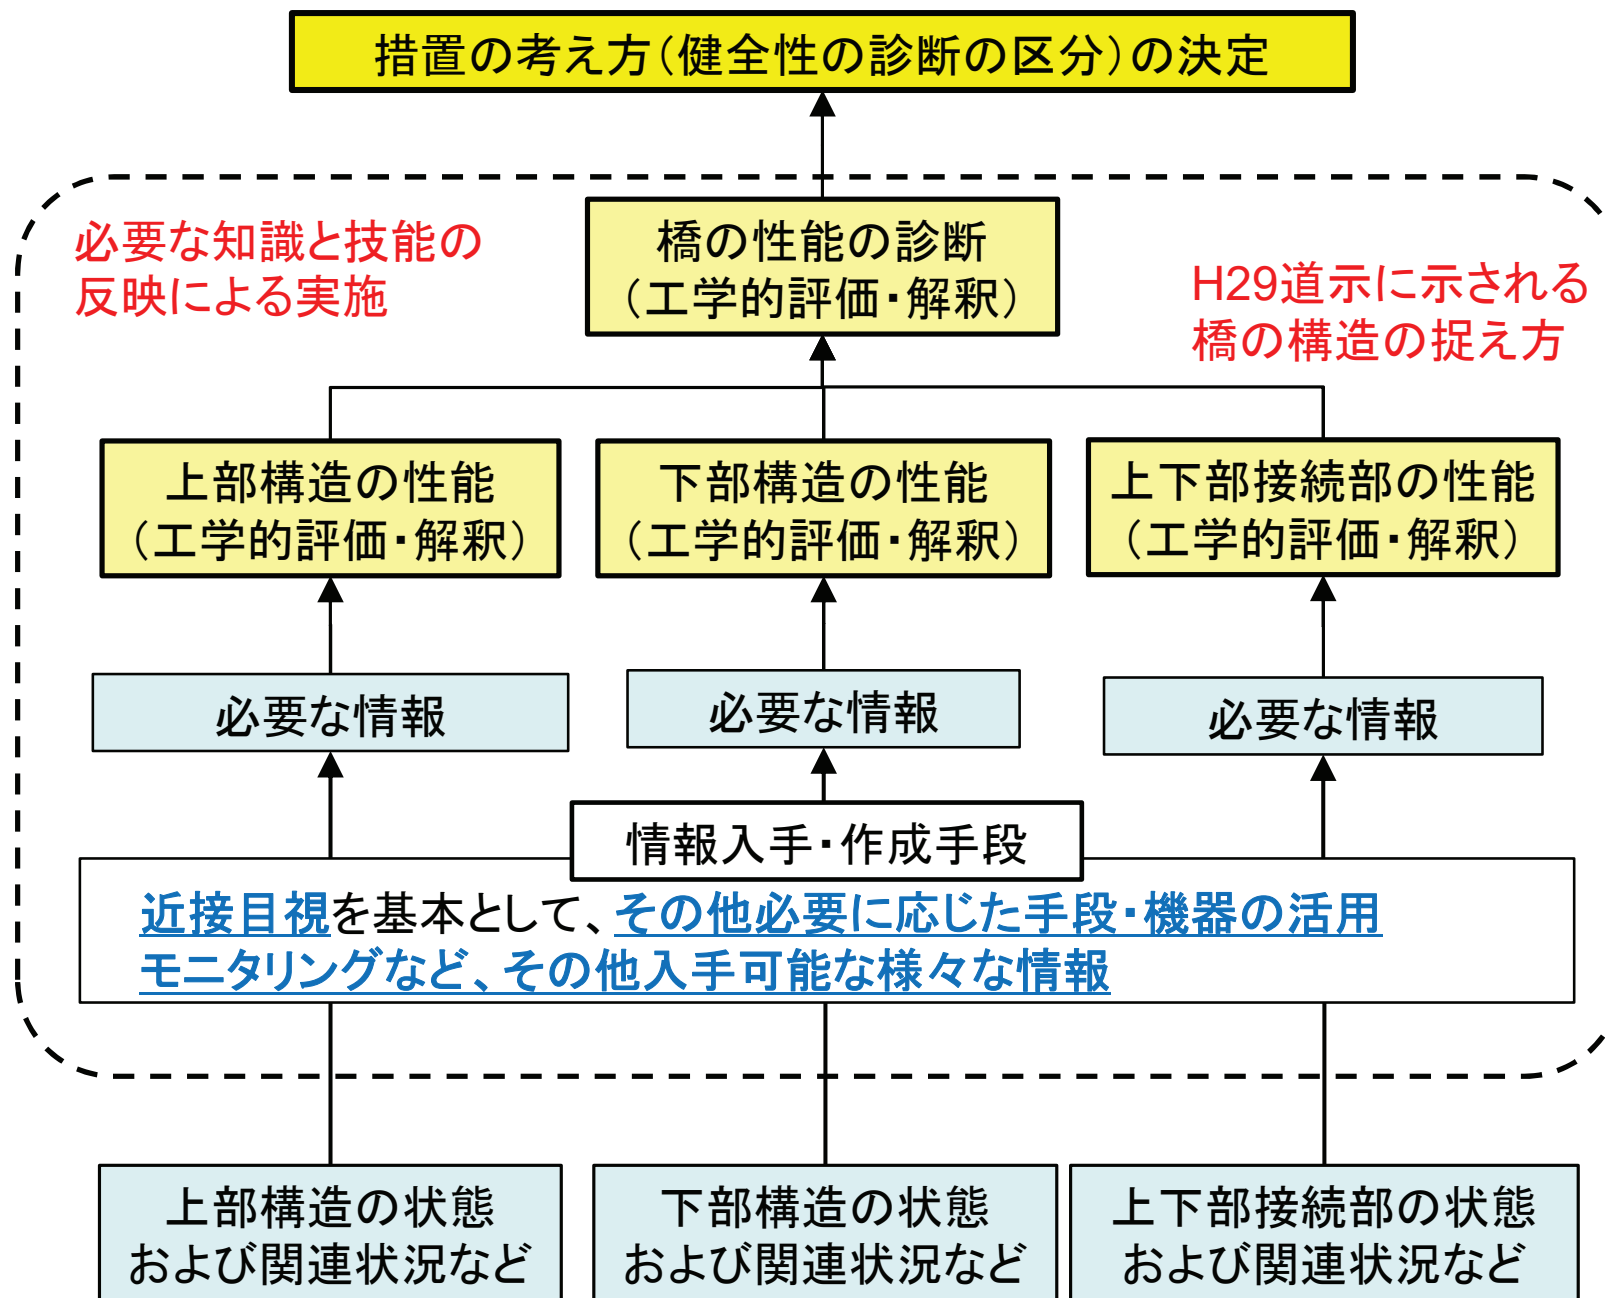 措置の考え方（健全性の診断の区分）の決定
必要な知識と技能の
反映による実施
橋の性能の診断
（工学的評価・解釈）
H29道示に示される
橋の構造の捉え方
上部構造の性能
（工学的評価・解釈）
下部構造の性能
（工学的評価・解釈）
上下部接続部の性能
（工学的評価・解釈）
必要な情報
必要な情報
必要な情報
情報入手・作成手段
近接目視を基本として、その他必要に応じた手段・機器の活用
モニタリングなど、その他入手可能な様々な情報
上部構造の状態
および関連状況など
下部構造の状態
および関連状況など
上下部接続部の状態
および関連状況など